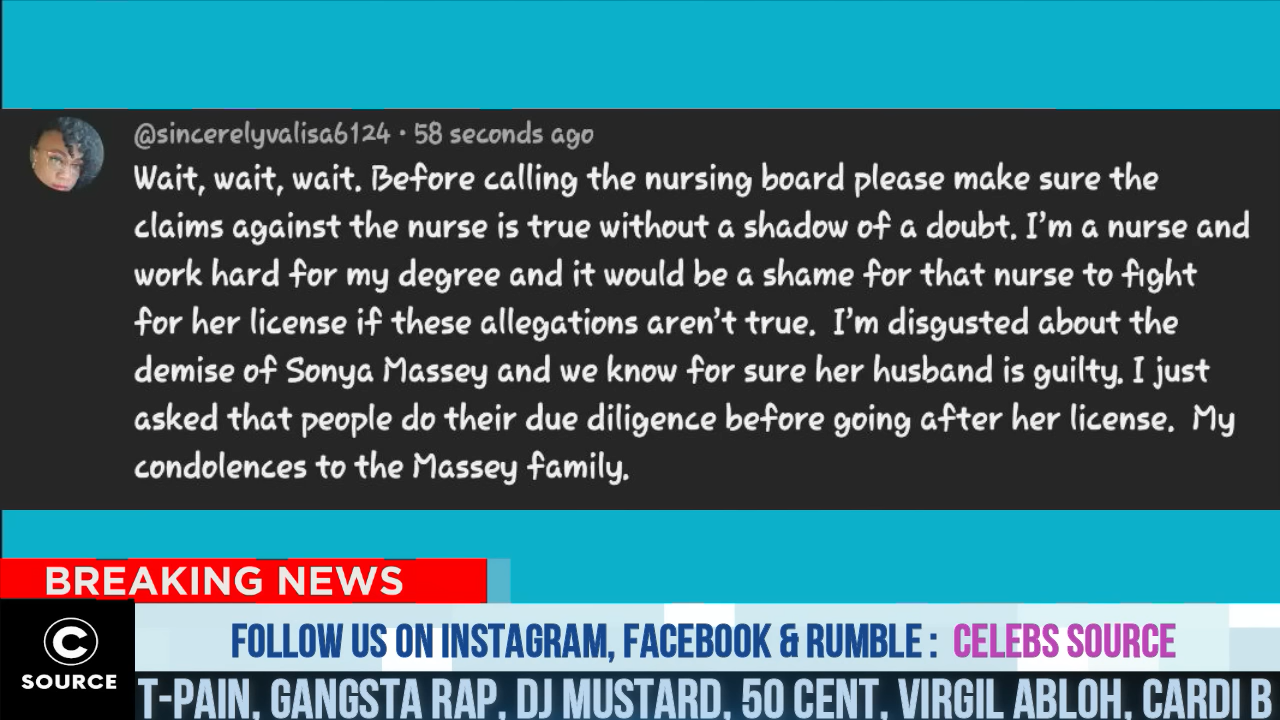 @sincerelyvalisa6124 • 58 seconds ago
Wait, wait, wait. Before calling the nursing board please make sure the
claims against the nurse is true without a shadow of a doubt. I'm a nurse and
work hard for my degree and it would be a shame for that nurse to fight
for her license if these allegations aren't true. I'm disgusted about the
demise of Sonya Massey and we know for sure her husband is guilty. I just
asked that people do their due diligence before going after her license. My
condolences to the Massey family.
BREAKING NEWS
C
SOURCE
FOLLOW US ON INSTAGRAM, FACEBOOK & RUMBLE : CELEBS SOURCE
T-PAIN, GANGSTA RAP, DJ MUSTARD, 50 CENT, VIRGIL ABLOH, CARDI B